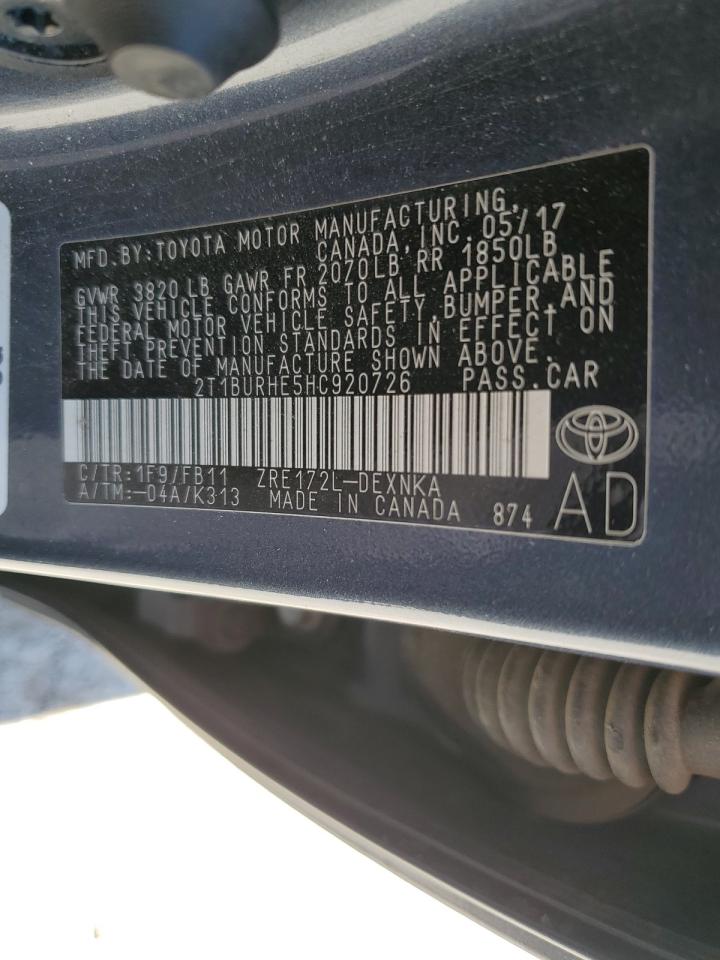 MFD. BY: TOYOTA MOTOR MANUFACTURING,
CANADA, INC. 05/17
GVWR 3820 LB GAWR FR 2070LB RR 1850LB
THIS VEHICLE CONFORMS TO ALL APPLICABLE
FEDERAL MOTOR VEHICLE SAFETY, BUMPER, AND
THEFT PREVENTION STANDARDS IN EFFECT ON
THE DATE OF MANUFACTURE SHOWN ABOVE.
2T1BURHE5HC920726 PASS. CAR
C/TR: 1F9/FB11 ZRE172L-DEXNKA
A/TM: -04A/K313 MADE IN CANADA 874 AD